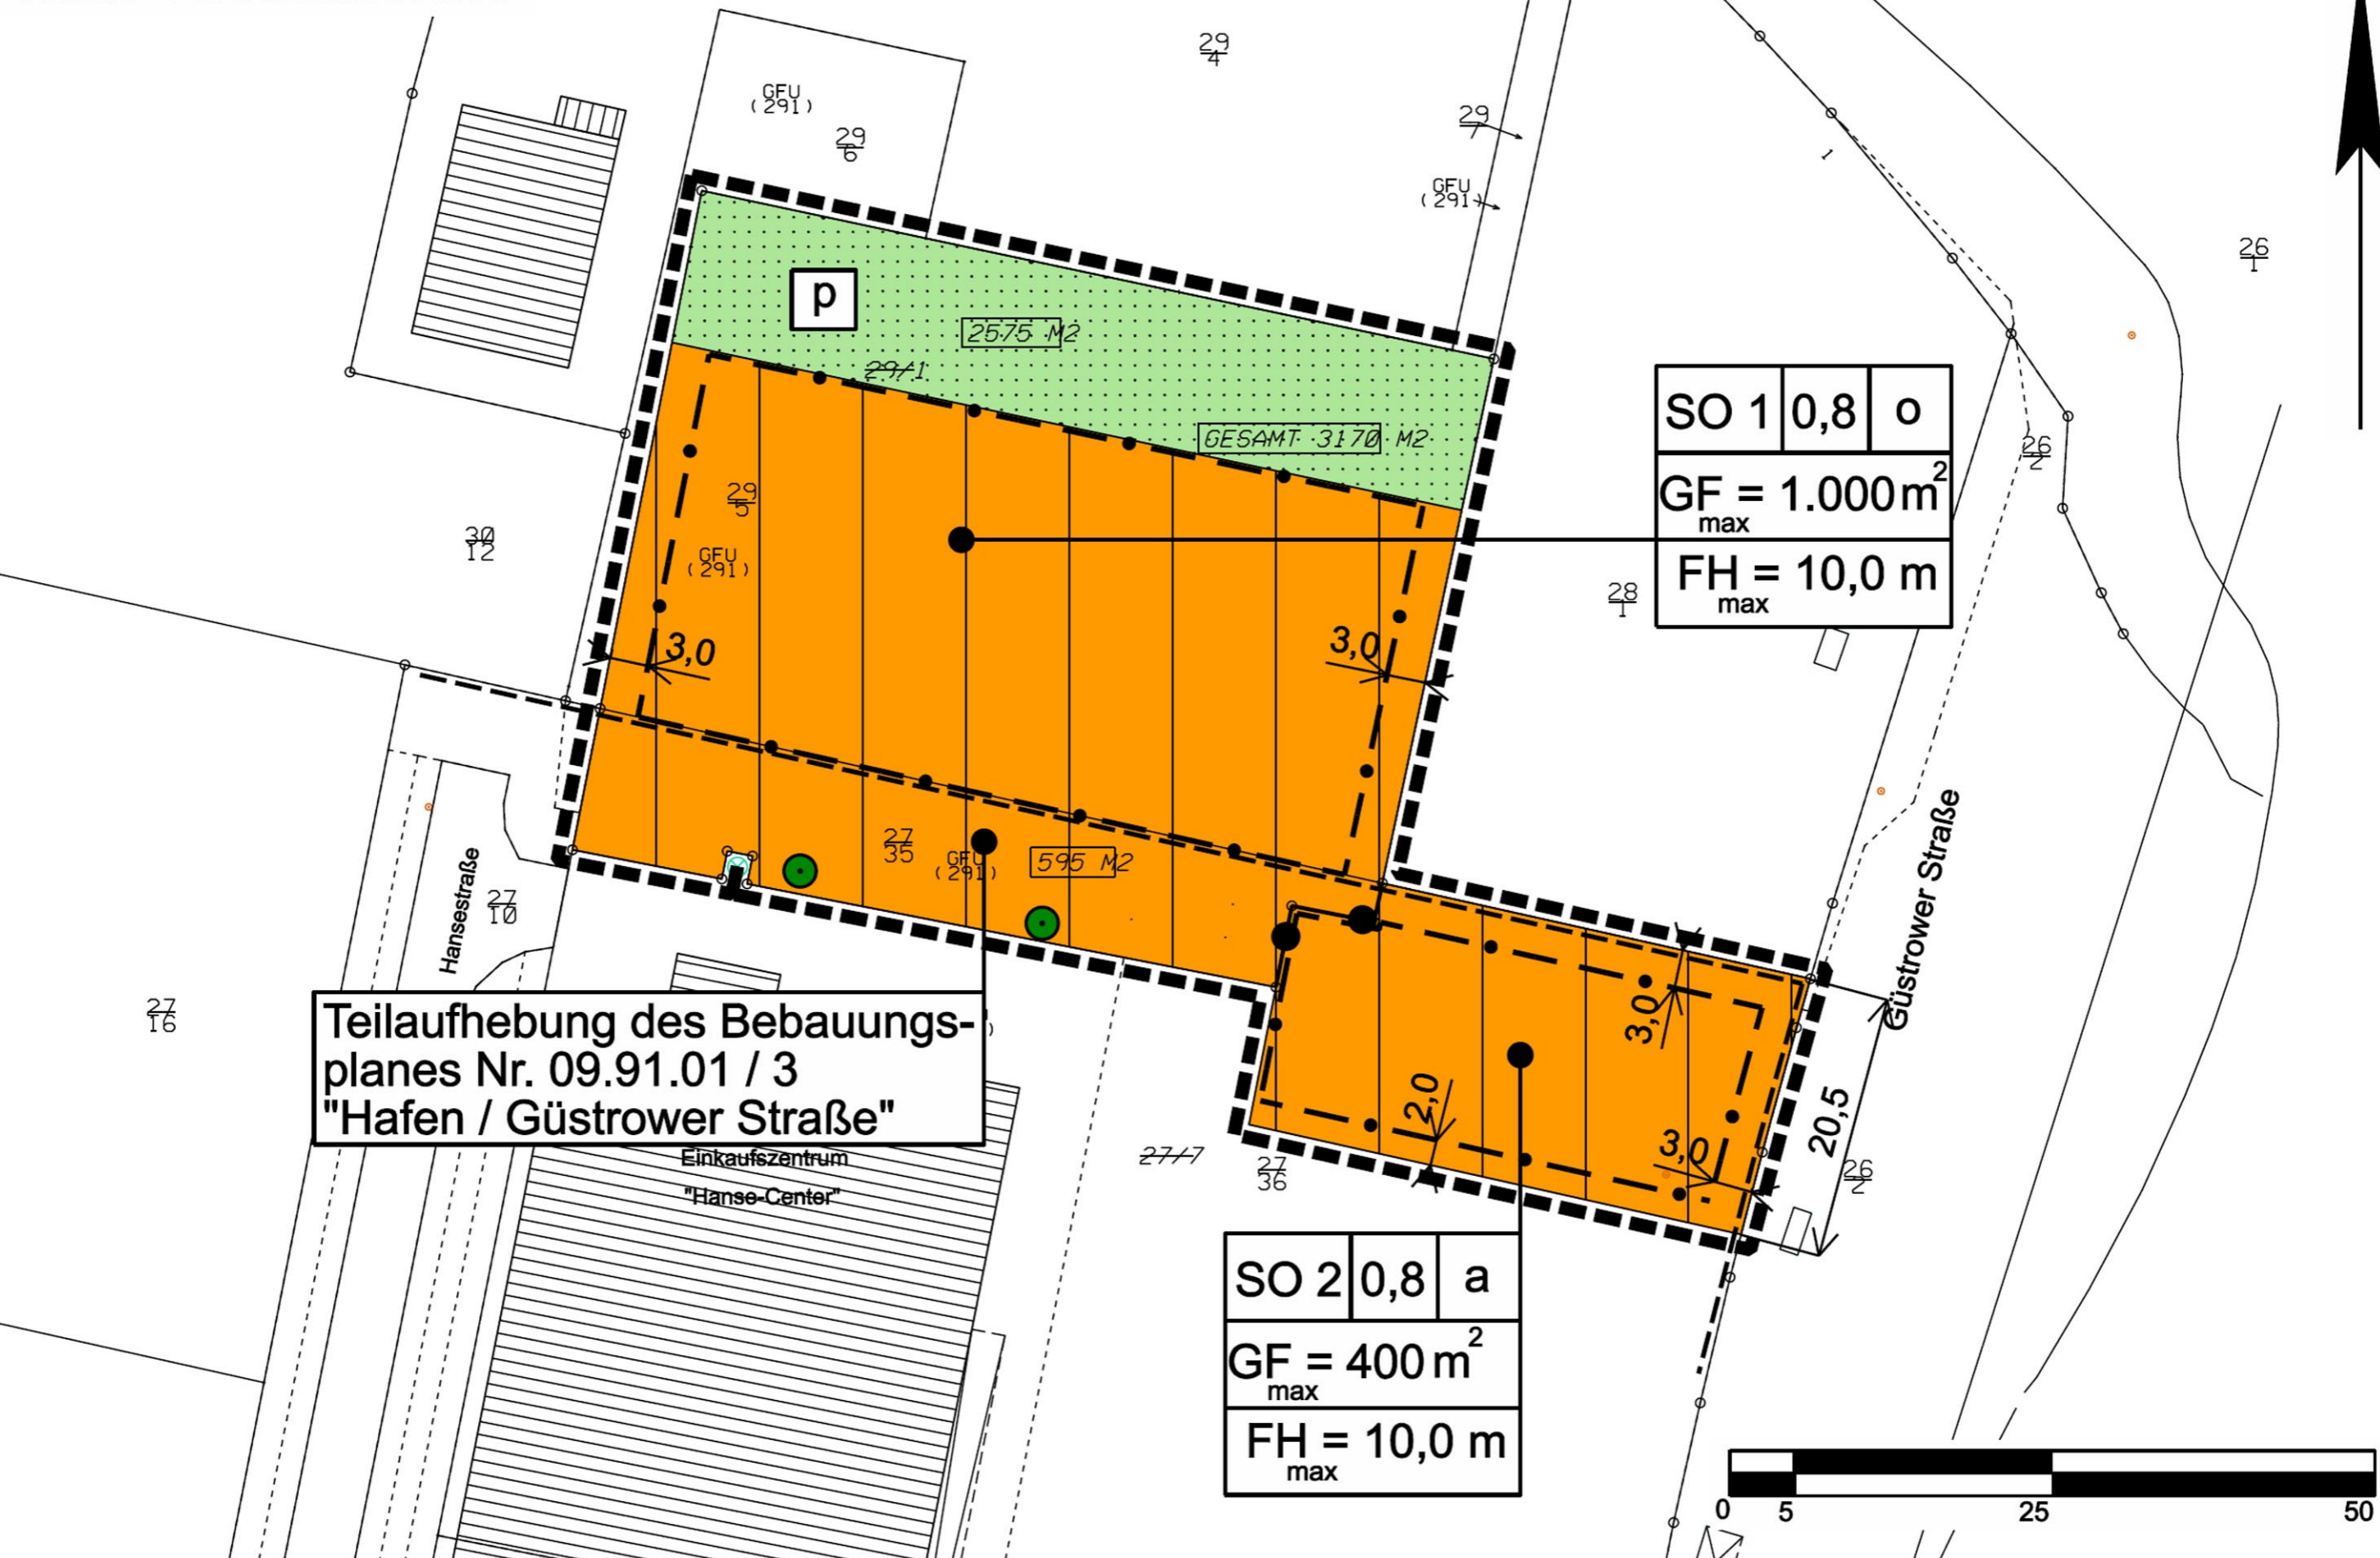 29
4
GFU
(291)
29
6
29
7
GFU
(291)
26
1
p
2575 M2
29/1
GESAMT 3170 M2
SO 1 0,8 o
GF max = 1.000 m²
FH max = 10,0 m
26
2
29
5
GFU
(291)
30
12
28
1
3,0
3,0
27
35
GFU
(291)
595 M2
Hansestraße
27
10
Güstrower Straße
27
16
Teilaufhebung des Bebauungs-
planes Nr. 09.91.01 / 3
"Hafen / Güstrower Straße"
3,0
2,0
3,0
20,5
Einkaufszentrum
"Hanse-Center"
27/7
27
36
26
2
SO 2 0,8 a
GF max = 400 m²
FH max = 10,0 m
0 5 25 50